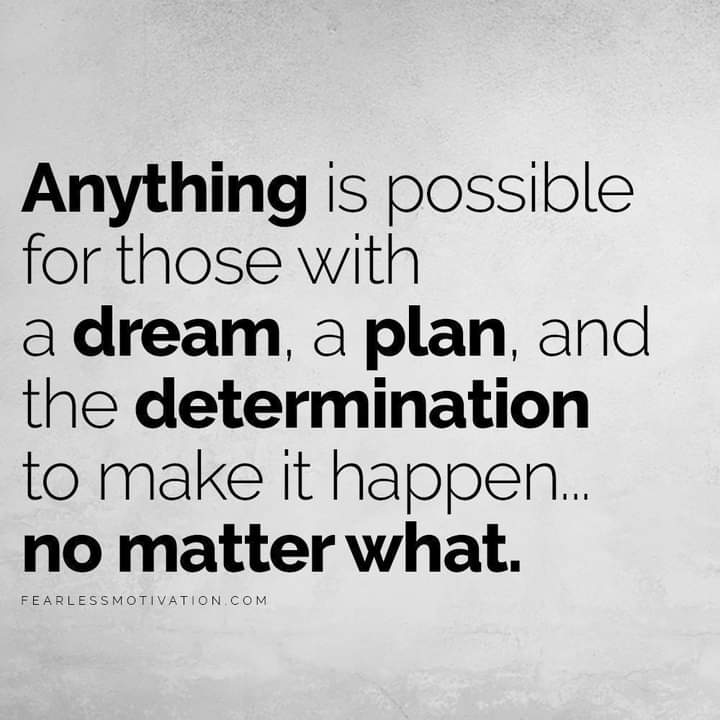 Anything is possible
for those with
a dream, a plan, and
the determination
to make it happen...
no matter what.
FEARLESSMOTIVATION.COM